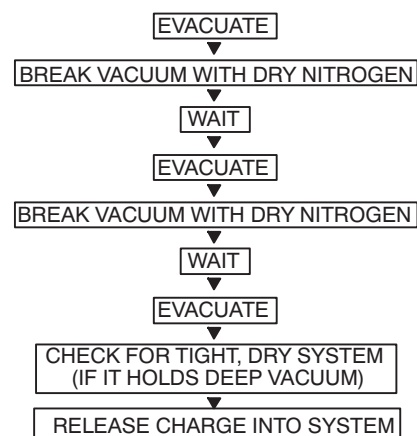 EVACUATE
BREAK VACUUM WITH DRY NITROGEN
WAIT
EVACUATE
BREAK VACUUM WITH DRY NITROGEN
WAIT
EVACUATE
CHECK FOR TIGHT, DRY SYSTEM
(IF IT HOLDS DEEP VACUUM)
RELEASE CHARGE INTO SYSTEM